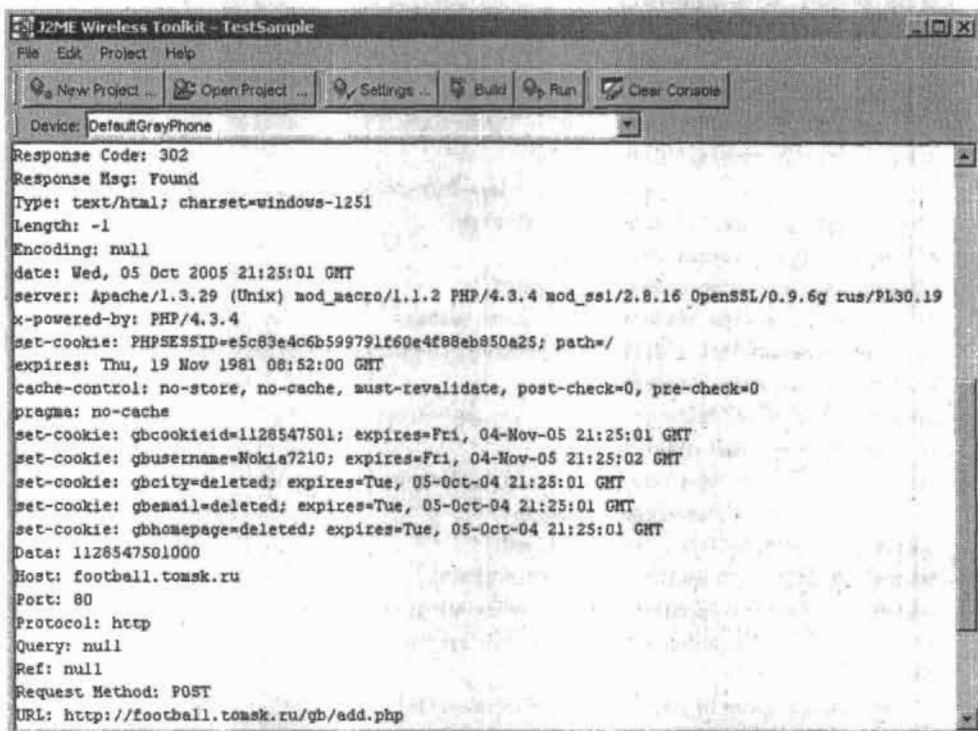 J2ME Wireless Toolkit - TestSample
File Edit Project Help
New Project ... Open Project ... Settings ... Build Run Clear Console
Device: DefaultGrayPhone
Response Code: 302
Response Msg: Found
Type: text/html; charset=windows-1251
Length: -1
Encoding: null
date: Wed, 05 Oct 2005 21:25:01 GMT
server: Apache/1.3.29 (Unix) mod_macro/1.1.2 PHP/4.3.4 mod_ssl/2.8.16 OpenSSL/0.9.6g rus/PL30.19
x-powered-by: PHP/4.3.4
set-cookie: PHPSESSID=e5c83e4c6b599791f60e4f88eb850a25; path=/
expires: Thu, 19 Nov 1981 08:52:00 GMT
cache-control: no-store, no-cache, must-revalidate, post-check=0, pre-check=0
pragma: no-cache
set-cookie: gbcookieid=1128547501; expires=Fri, 04-Nov-05 21:25:01 GMT
set-cookie: gbusername=Nokia7210; expires=Fri, 04-Nov-05 21:25:02 GMT
set-cookie: gbcity=deleted; expires=Tue, 05-Oct-04 21:25:01 GMT
set-cookie: gbemail=deleted; expires=Tue, 05-Oct-04 21:25:01 GMT
set-cookie: gbhomepage=deleted; expires=Tue, 05-Oct-04 21:25:01 GMT
Data: 1128547501000
Host: football.tomsk.ru
Port: 80
Protocol: http
Query: null
Ref: null
Request Method: POST
URL: http://football.tomsk.ru/gb/add.php